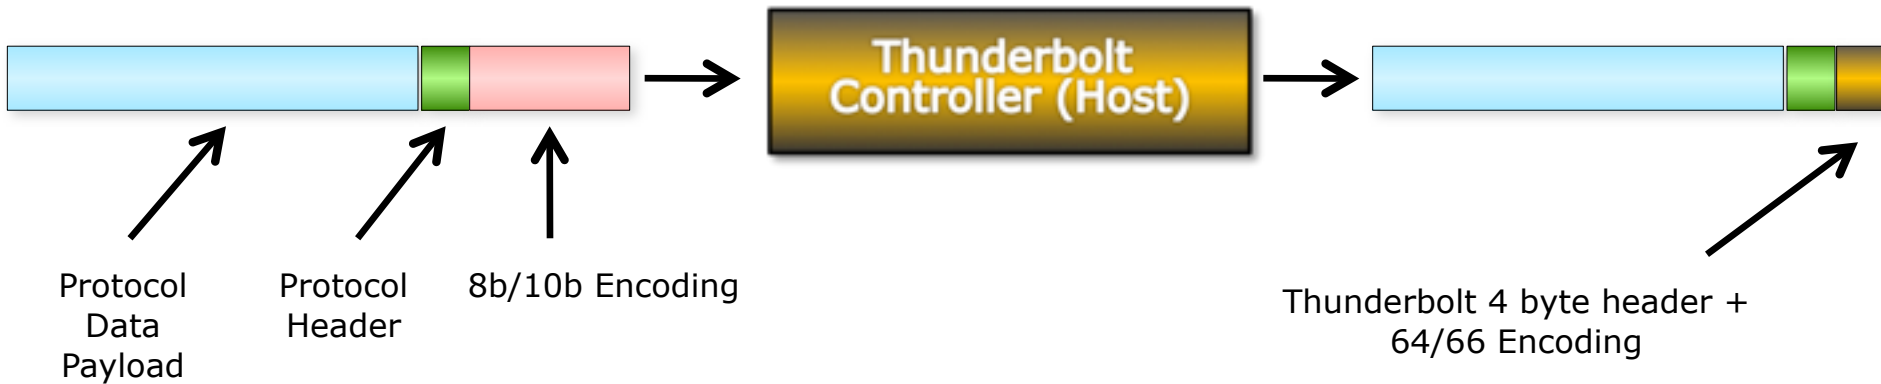 Thunderbolt
Controller (Host)
Protocol
Data
Payload
Protocol
Header
8b/10b Encoding
Thunderbolt 4 byte header +
64/66 Encoding